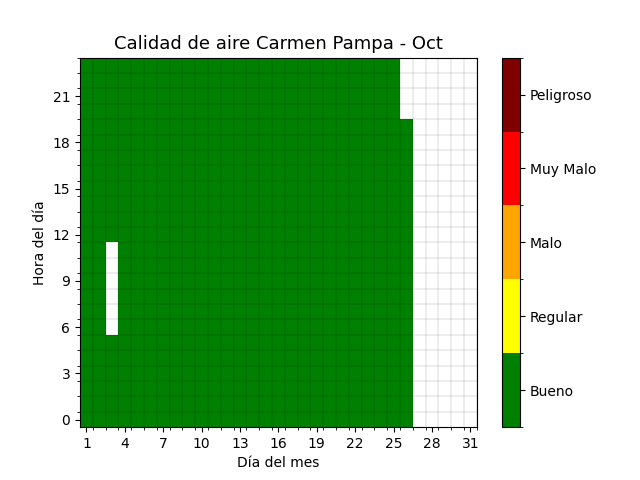 Calidad de aire Carmen Pampa - Oct
Hora del día
21
18
15
12
9
6
3
0
1 4 7 10 13 16 19 22 25 28 31
Día del mes
Peligroso
Muy Malo
Malo
Regular
Bueno